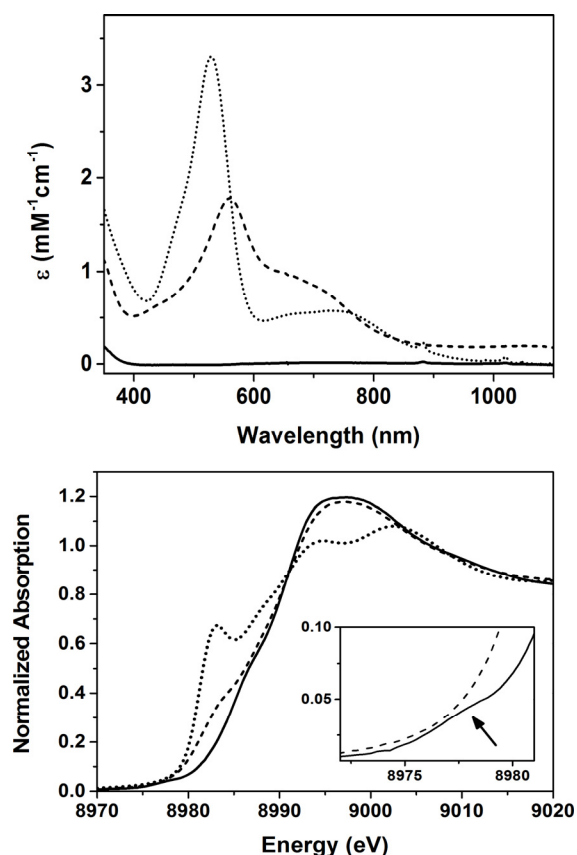 3
2
1
0
ε (mM⁻¹cm⁻¹)
400 600 800 1000
Wavelength (nm)
1.2
1.0
0.8
0.6
0.4
0.2
0.0
Normalized Absorption
0.10
0.05
8975 8980
8970 8980 8990 9000 9010 9020
Energy (eV)